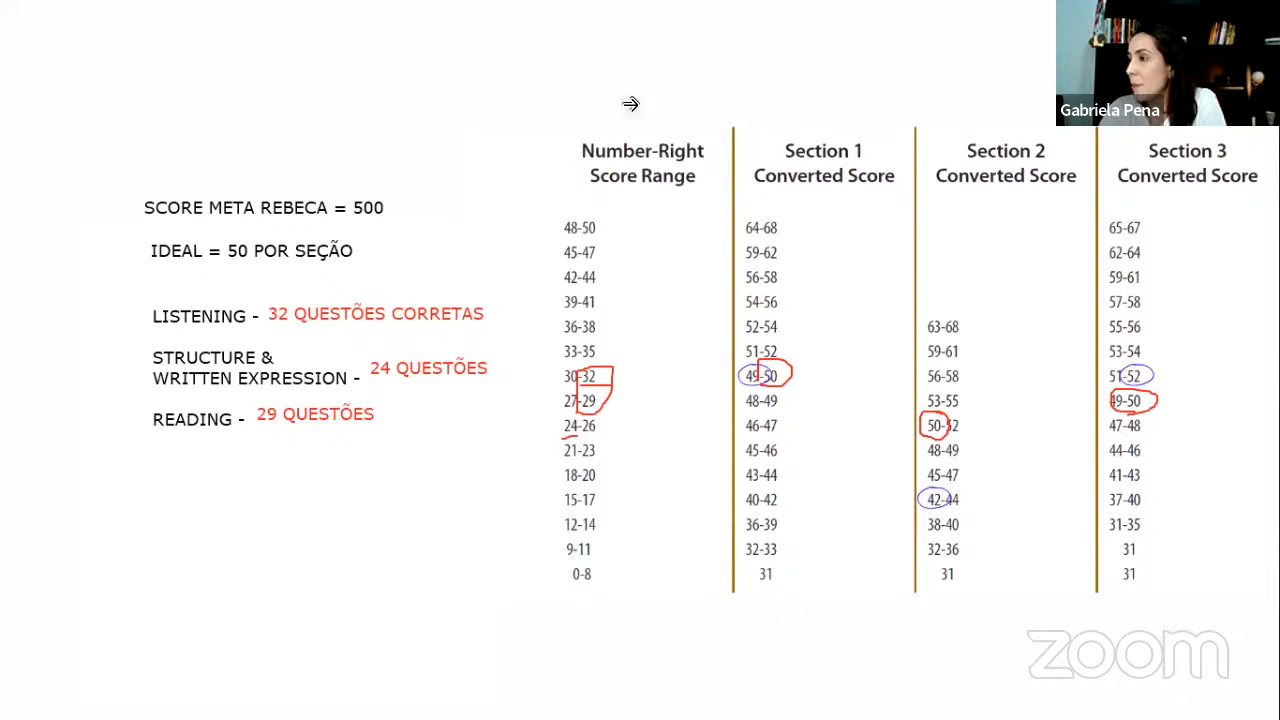 Gabriela Pena
SCORE META REBECA = 500
IDEAL = 50 POR SEÇÃO
LISTENING - 32 QUESTÕES CORRETAS
STRUCTURE &
WRITTEN EXPRESSION - 24 QUESTÕES
READING - 29 QUESTÕES
Number-Right Section 1 Section 2 Section 3
Score Range Converted Score Converted Score Converted Score
48-50 64-68 65-67
45-47 59-62 62-64
42-44 56-58 59-61
39-41 54-56 57-58
36-38 52-54 63-68 55-56
33-35 51-52 59-61 53-54
30-32 49-50 56-58 51-52
27-29 48-49 53-55 49-50
24-26 46-47 50-52 47-48
21-23 45-46 48-49 44-46
18-20 43-44 45-47 41-43
15-17 40-42 42-44 37-40
12-14 36-39 38-40 31-35
9-11 32-33 32-36 31
0-8 31 31 31
zoom